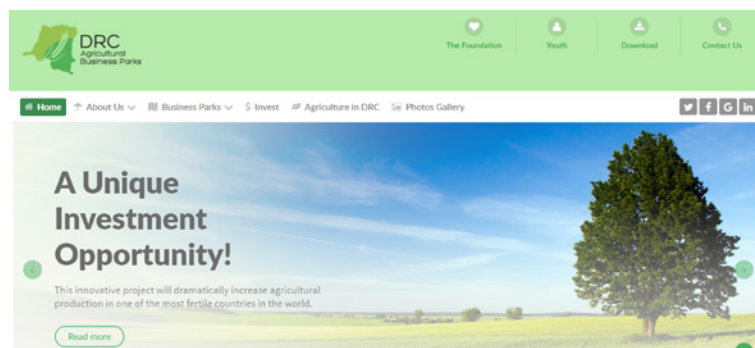 DRC
Agricultural
Business Parks
The Foundation
Youth
Download
Contact Us
Home
About Us
Business Parks
$ Invest
Agriculture in DRC
Photos Gallery
A Unique
Investment
Opportunity!
This innovative project will dramatically increase agricultural
production in one of the most fertile countries in the world.
Read more